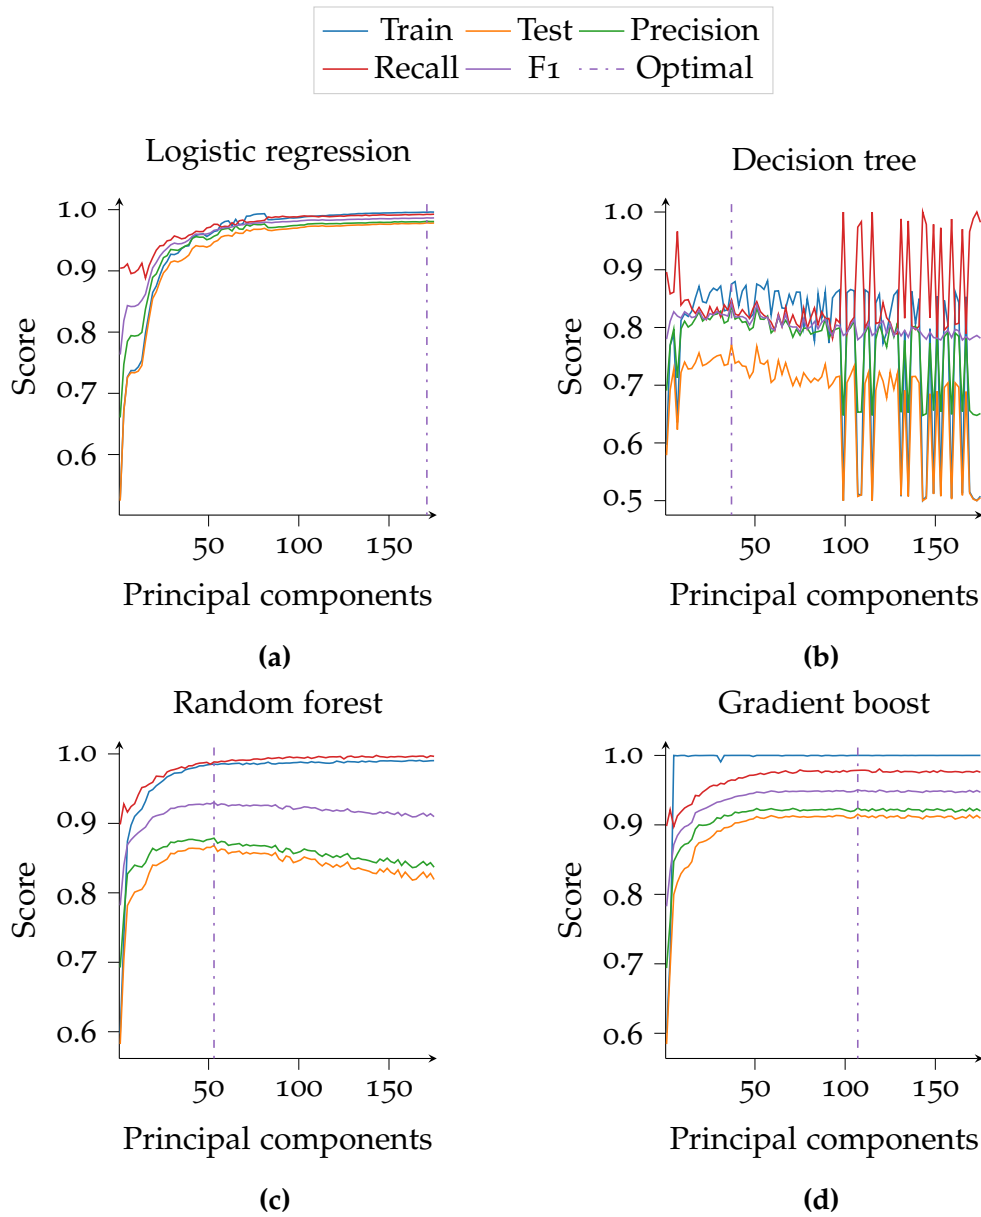 Train Test Precision
Recall F1 Optimal
Logistic regression
1.0
0.9
0.8
0.7
0.6
Score
50 100 150
Principal components
(a)
Decision tree
1.0
0.9
0.8
0.7
0.6
0.5
Score
50 100 150
Principal components
(b)
Random forest
1.0
0.9
0.8
0.7
0.6
Score
50 100 150
Principal components
(c)
Gradient boost
1.0
0.9
0.8
0.7
0.6
Score
50 100 150
Principal components
(d)